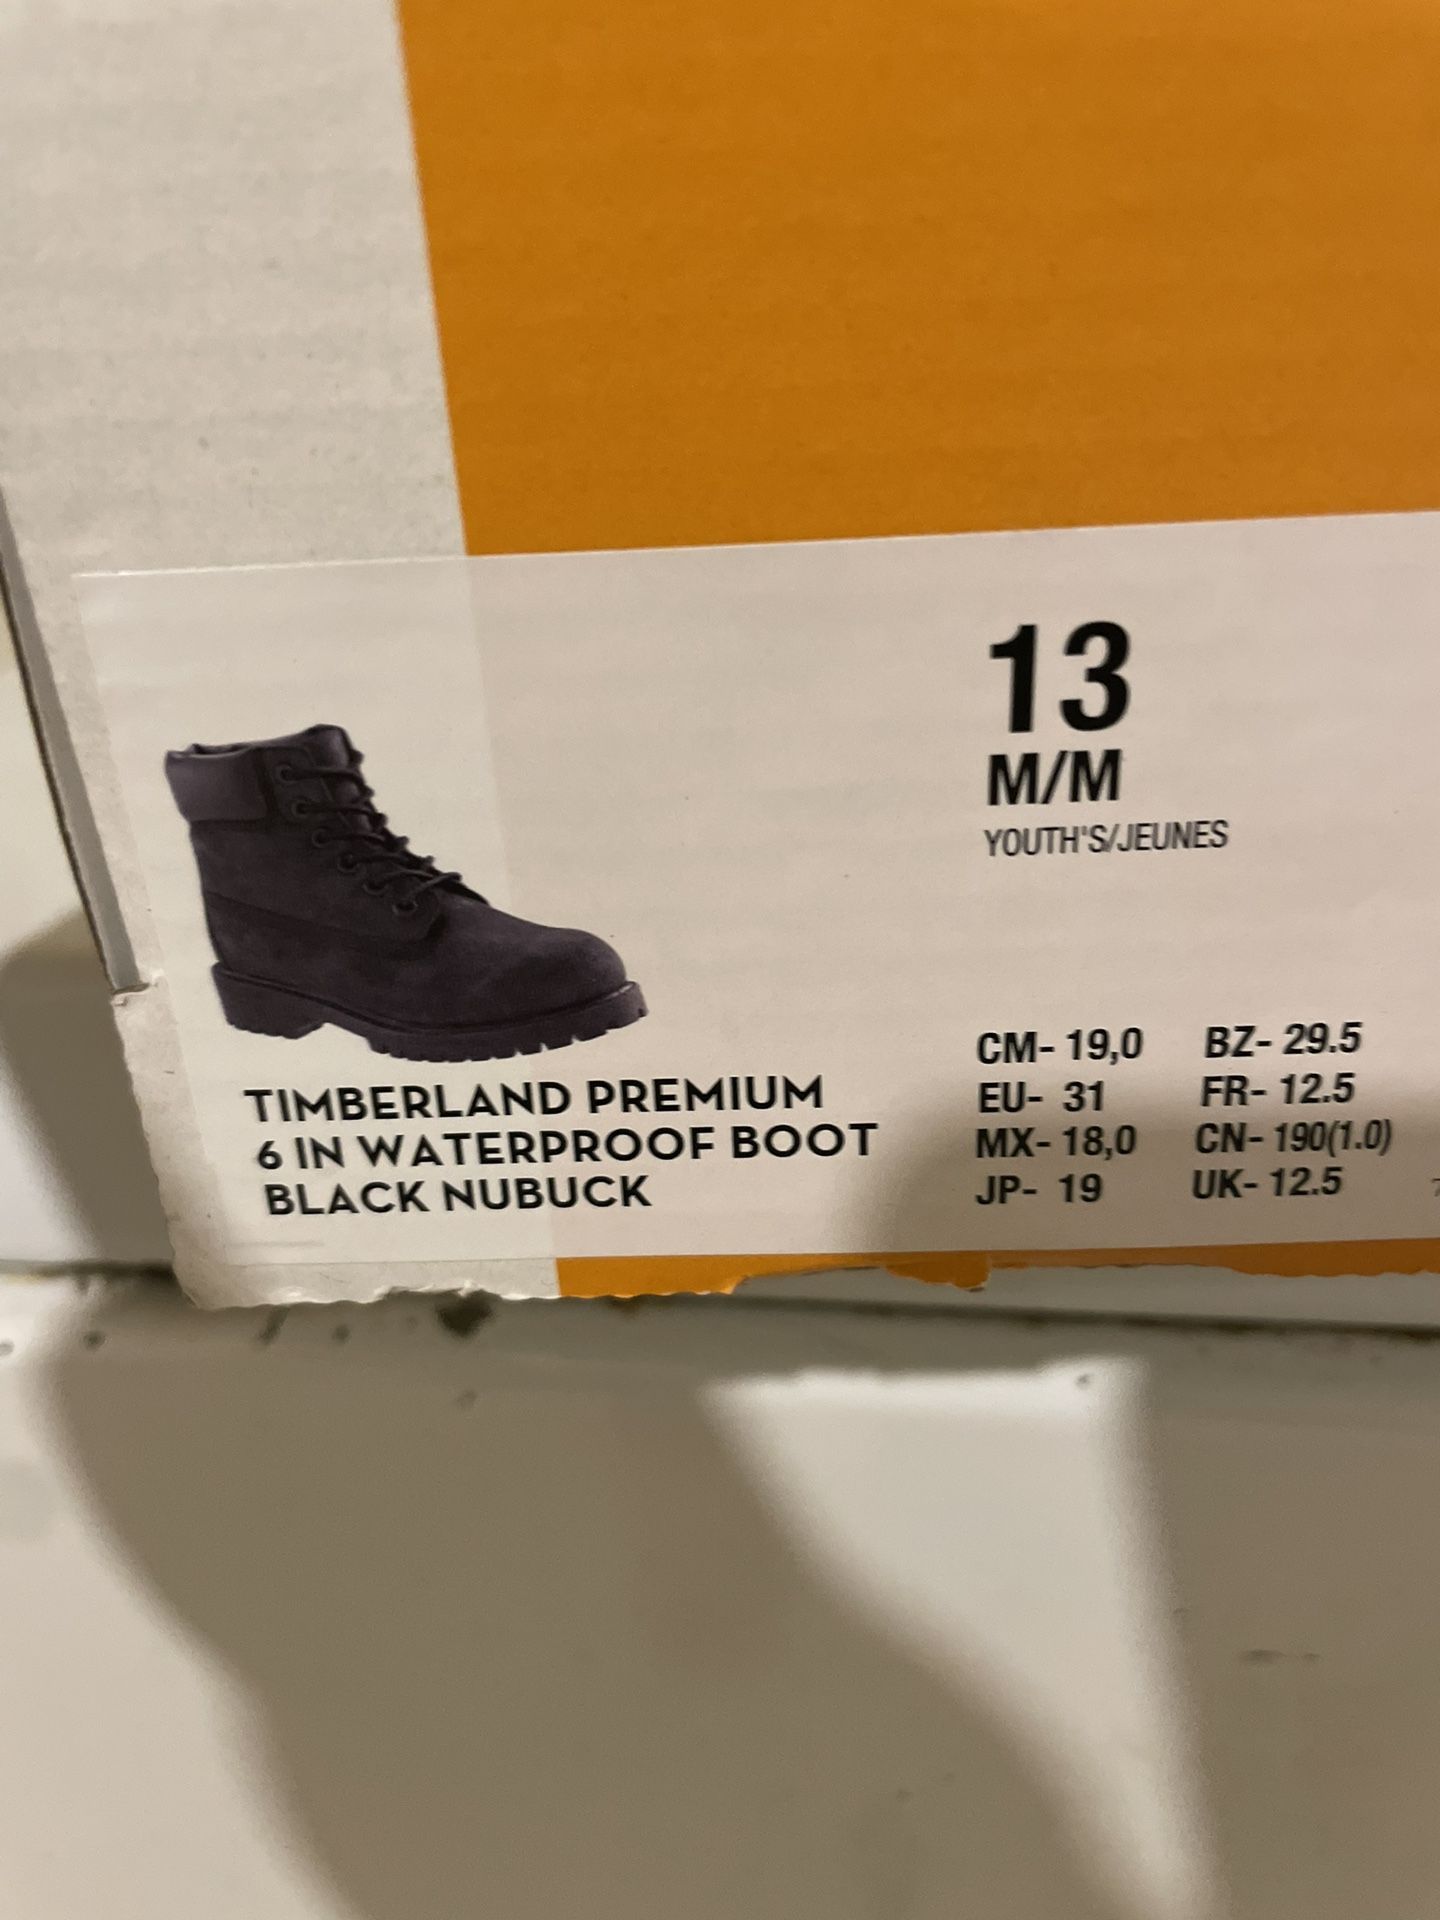 13
M/M
YOUTH'S/JEUNES
TIMBERLAND PREMIUM
6 IN WATERPROOF BOOT
BLACK NUBUCK
CM- 19,0 BZ- 29.5
EU- 31 FR- 12.5
MX- 18,0 CN- 190(1.0)
JP- 19 UK- 12.5